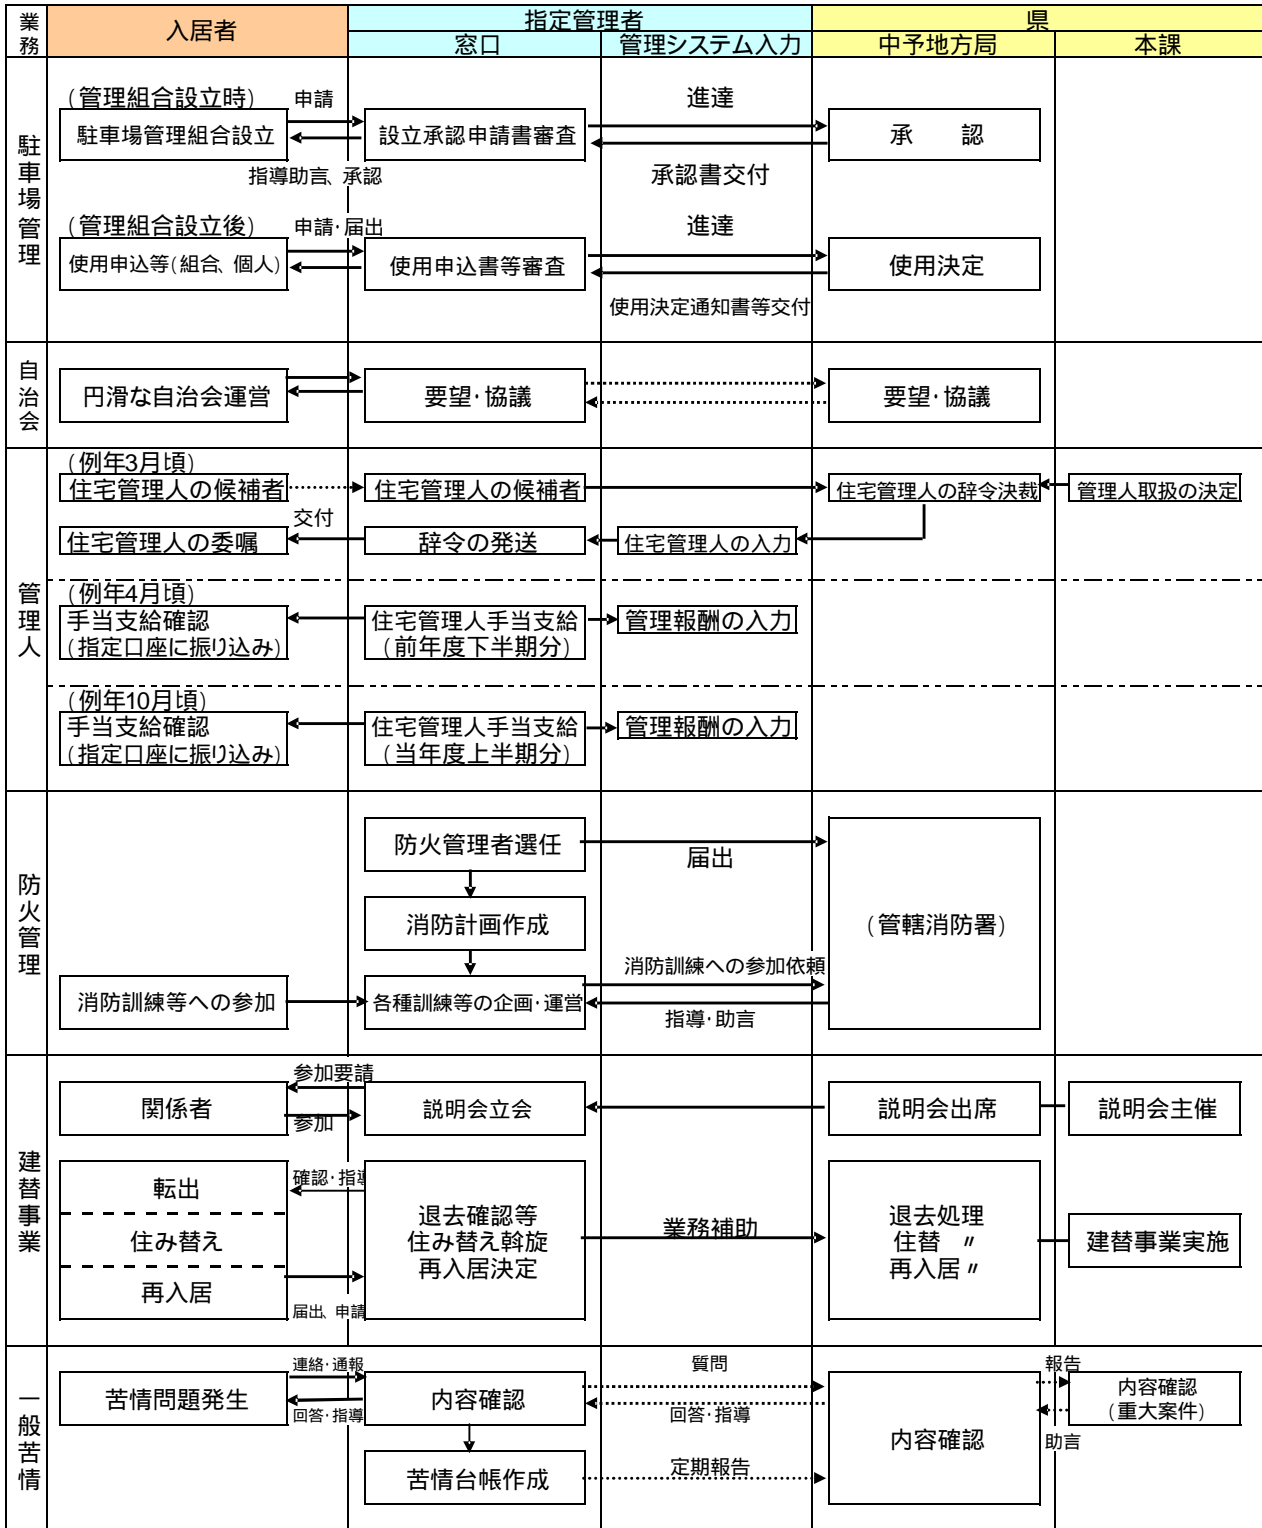 業務
入居者
指定管理者
県
窓口
管理システム入力
中予地方局
本課
駐車場管理
(管理組合設立時)
申請
進達
駐車場管理組合設立
設立承認申請書審査
承　認
指導助言、承認
承認書交付
(管理組合設立後)
申請・届出
進達
使用申込等(組合、個人)
使用申込書等審査
使用決定
使用決定通知書等交付
自治会
円滑な自治会運営
要望・協議
要望・協議
管理人
(例年3月頃)
住宅管理人の候補者
住宅管理人の候補者
住宅管理人の辞令決裁
管理人取扱の決定
交付
住宅管理人の委嘱
辞令の発送
住宅管理人の入力
(例年4月頃)
手当支給確認
(指定口座に振り込み)
住宅管理人手当支給
(前年度下半期分)
管理報酬の入力
(例年10月頃)
手当支給確認
(指定口座に振り込み)
住宅管理人手当支給
(当年度上半期分)
管理報酬の入力
防火管理
防火管理者選任
届出
消防計画作成
(管轄消防署)
消防訓練への参加依頼
消防訓練等への参加
各種訓練等の企画・運営
指導・助言
建替事業
参加要請
関係者
説明会立会
説明会出席
説明会主催
参加
転出
確認・指導
住み替え
再入居
退去確認等
住み替え斡旋
再入居決定
業務補助
退去処理
住替 〃
再入居〃
建替事業実施
届出、申請
一般苦情
連絡・通報
質問
報告
苦情問題発生
内容確認
内容確認
(重大案件)
回答・指導
回答・指導
内容確認
助言
苦情台帳作成
定期報告